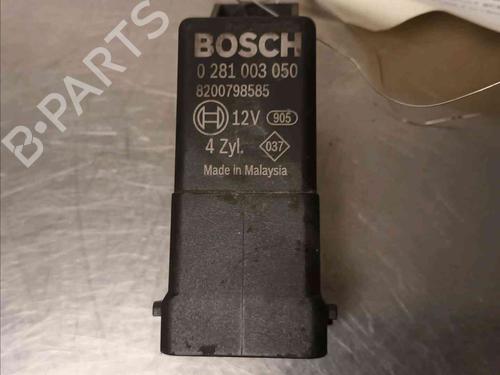 BOSCH
0 281 003 050
8200798585
12V 905
4 Zyl. 037
Made in Malaysia
B-PARTS